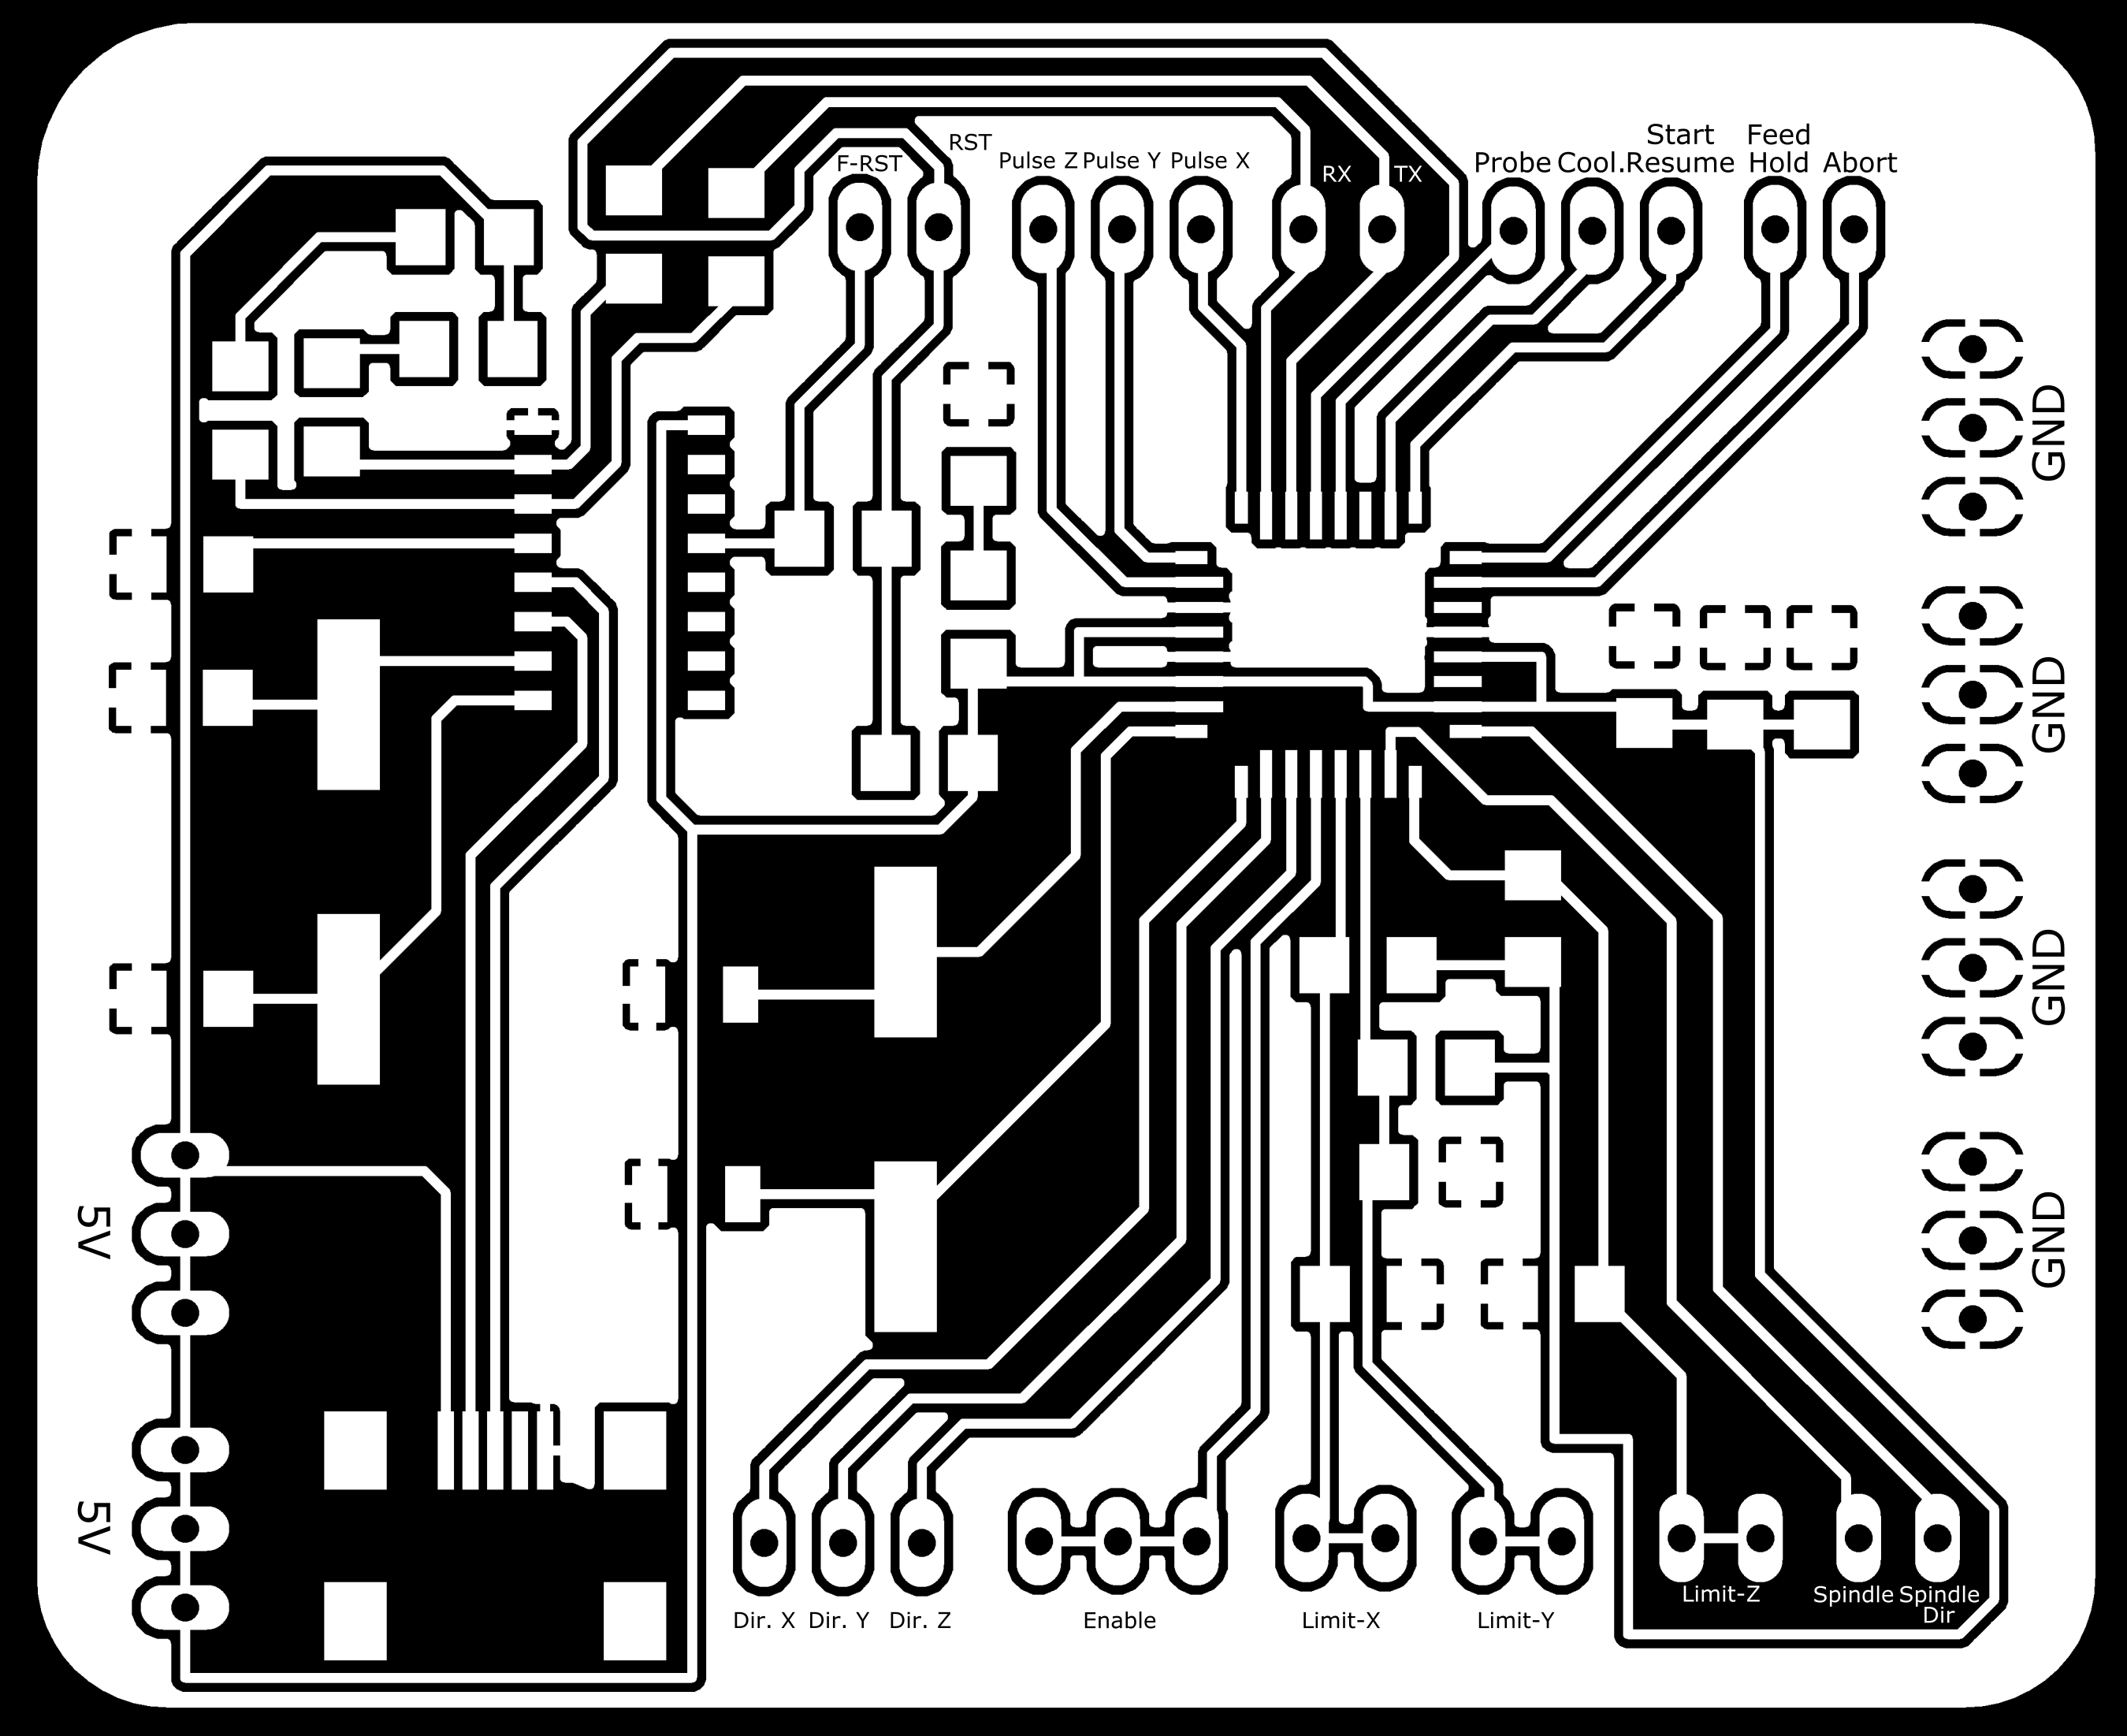 Start Feed
RST
Probe Cool. Resume Hold Abort
F-RST Pulse Z Pulse Y Pulse X RX TX
GND
GND
GND
GND
5V
5V
Limit-Z Spindle Spindle
Dir
Dir. X Dir. Y Dir. Z Enable Limit-X Limit-Y